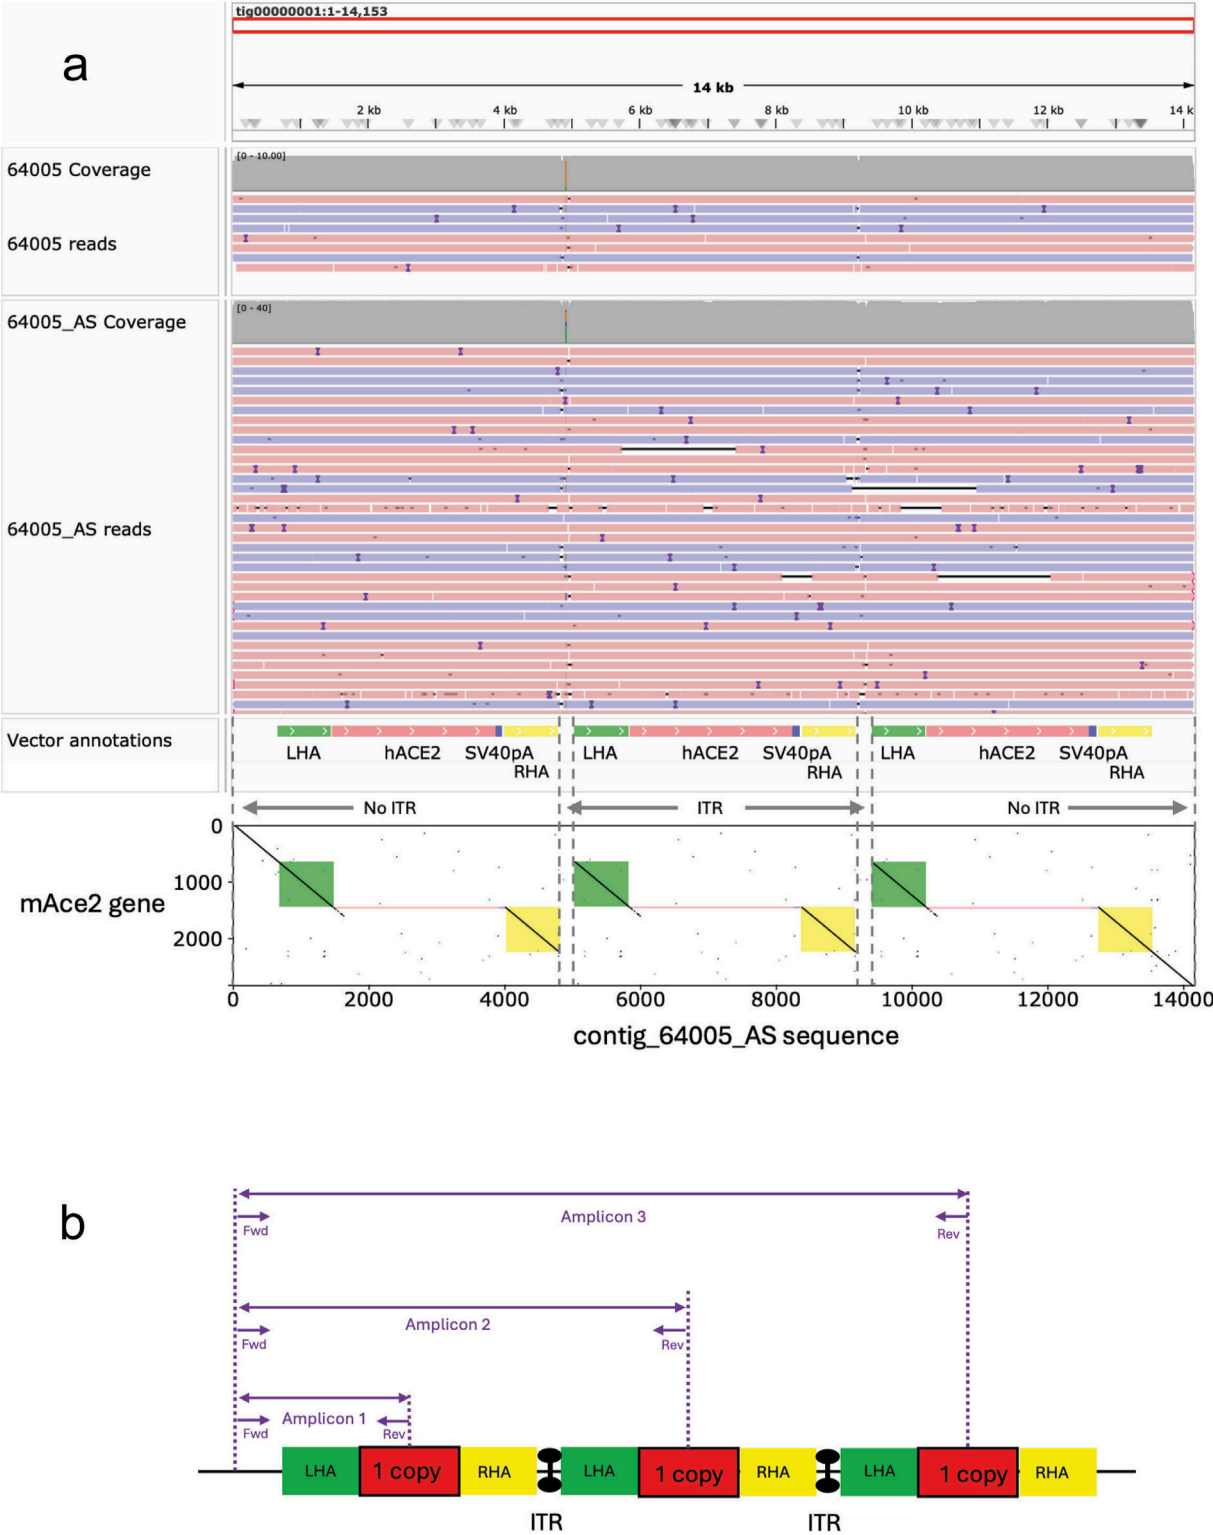 tig00000001:1-14,153
a
14 kb
2 kb 4 kb 6 kb 8 kb 10 kb 12 kb 14 k
[0 - 10.00]
64005 Coverage
64005 reads
[0 - 40]
64005_AS Coverage
64005_AS reads
Vector annotations
LHA hACE2 SV40pA LHA hACE2 SV40pA LHA hACE2 SV40pA
RHA RHA RHA
No ITR ITR No ITR
0
1000
mAce2 gene
2000
0 2000 4000 6000 8000 10000 12000 14000
contig_64005_AS sequence
b
Amplicon 3
Fwd Rev
Amplicon 2
Fwd Rev
Amplicon 1
Fwd Rev
LHA 1 copy RHA LHA 1 copy RHA LHA 1 copy RHA
ITR ITR